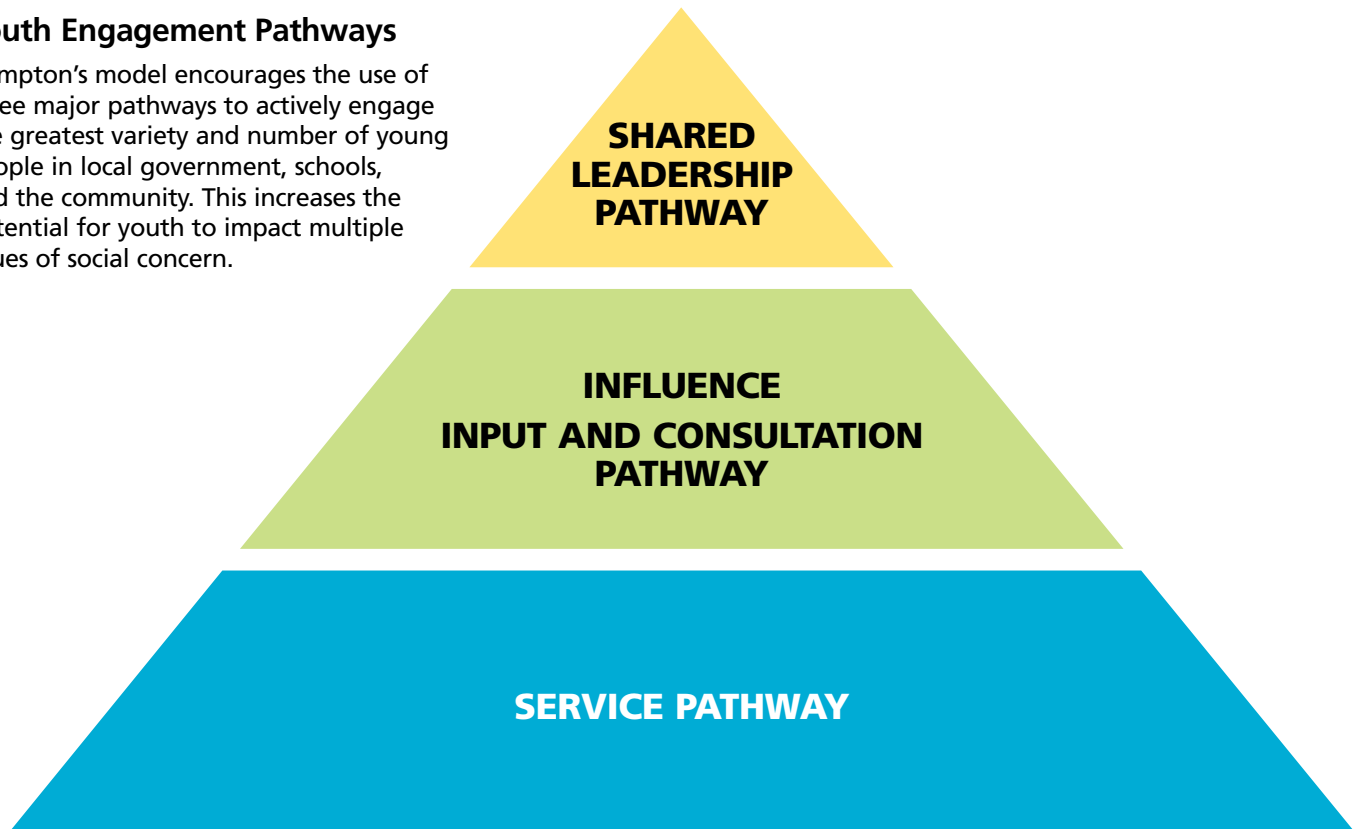 outh Engagement Pathways
mpton's model encourages the use of
ee major pathways to actively engage
e greatest variety and number of young
ople in local government, schools,
d the community. This increases the
tential for youth to impact multiple
ues of social concern.
SHARED
LEADERSHIP
PATHWAY
INFLUENCE
INPUT AND CONSULTATION
PATHWAY
SERVICE PATHWAY